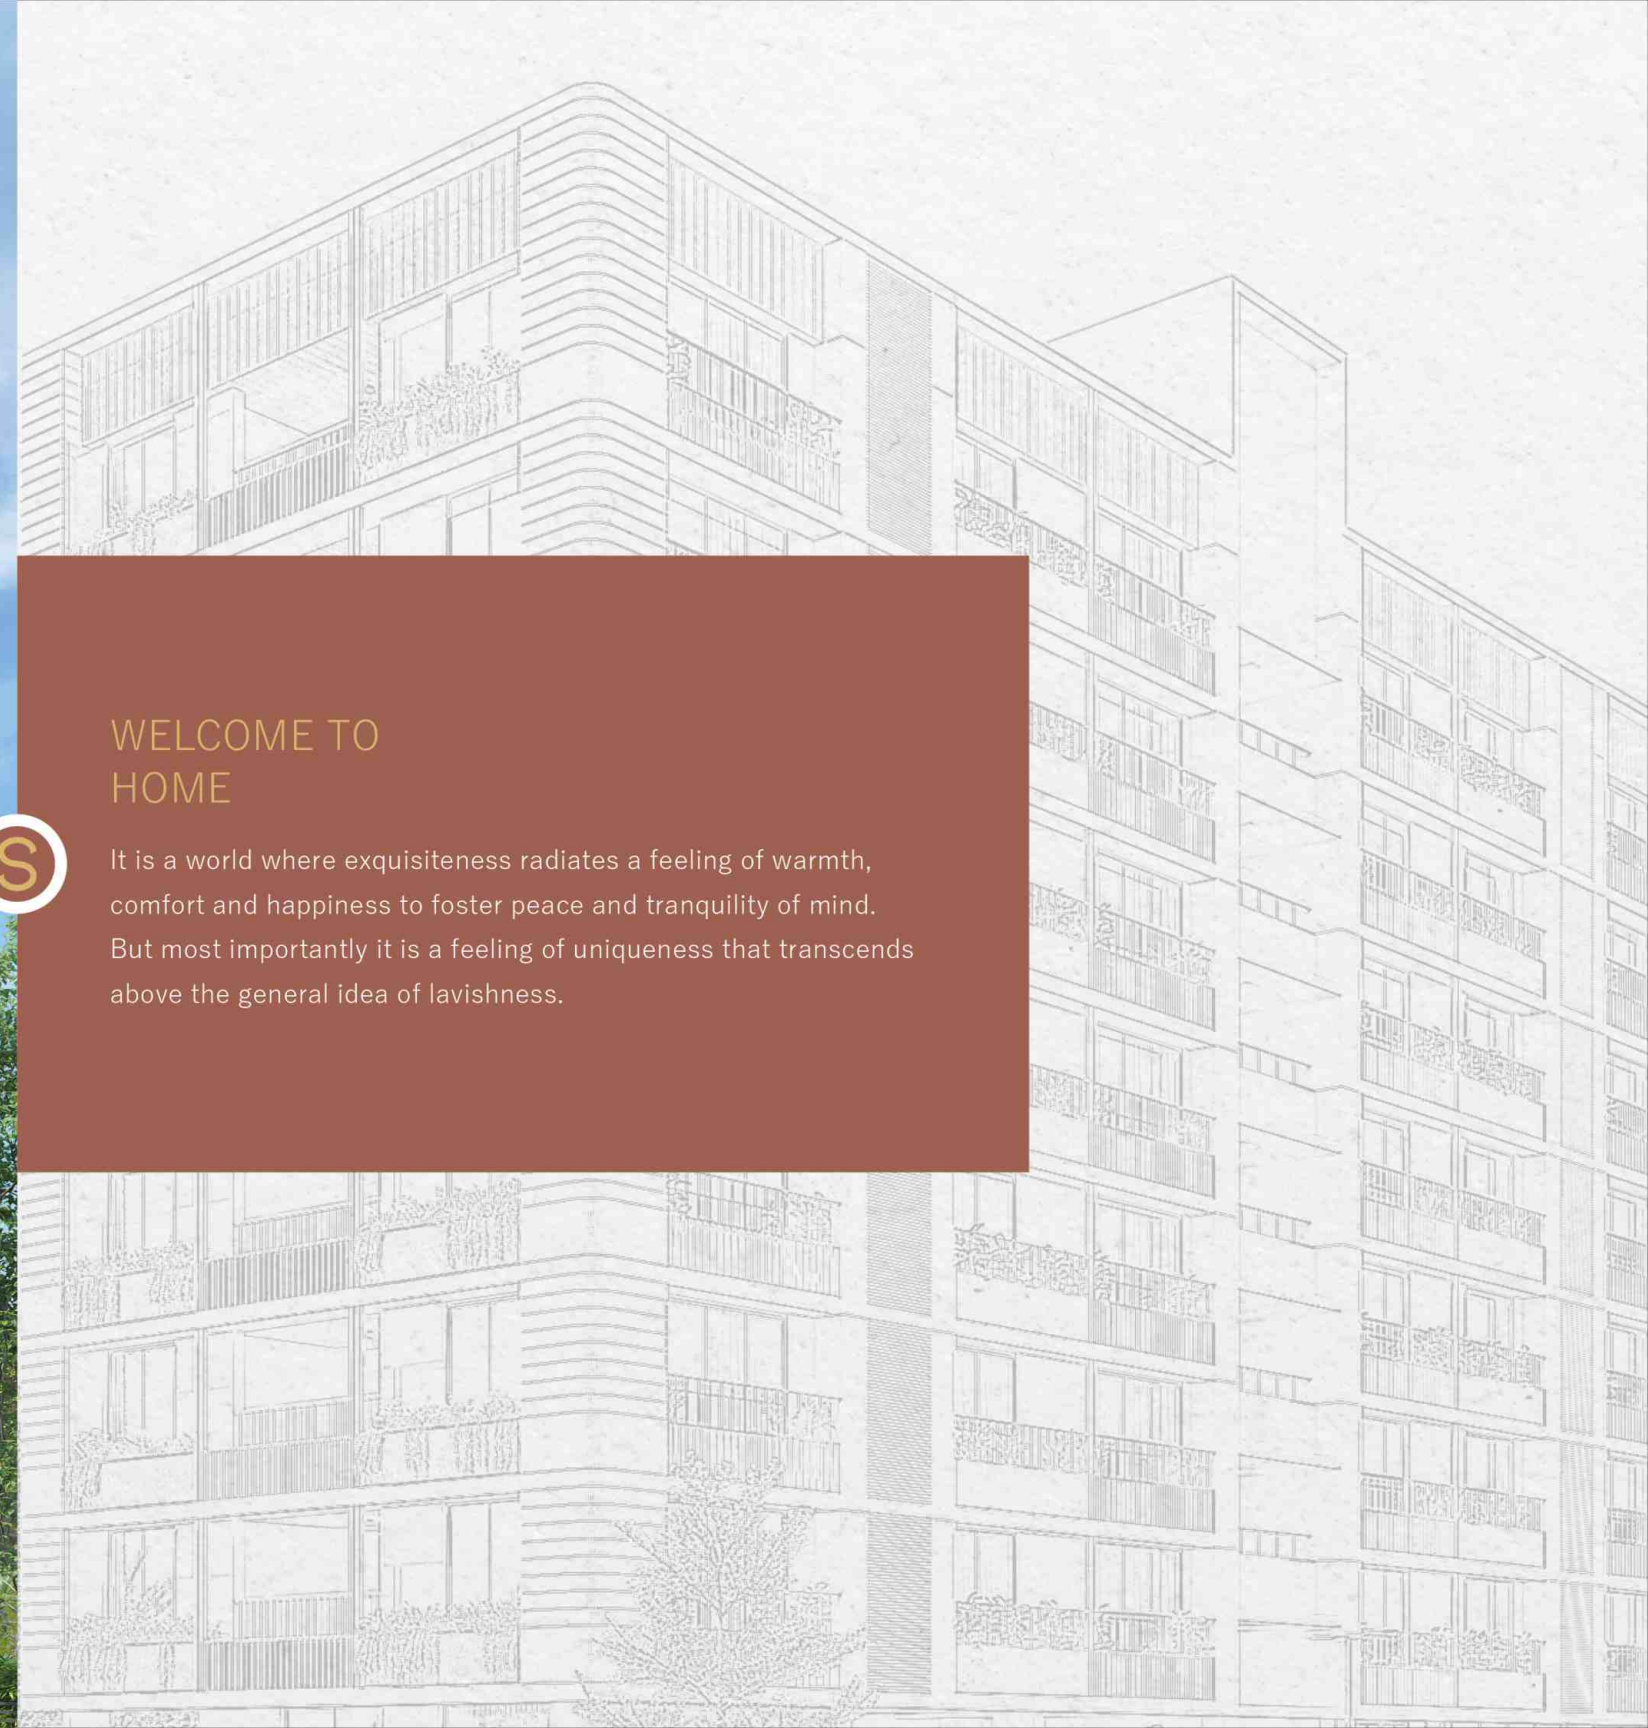 WELCOME TO
HOME
S
It is a world where exquisiteness radiates a feeling of warmth,
comfort and happiness to foster peace and tranquility of mind.
But most importantly it is a feeling of uniqueness that transcends
above the general idea of lavishness.